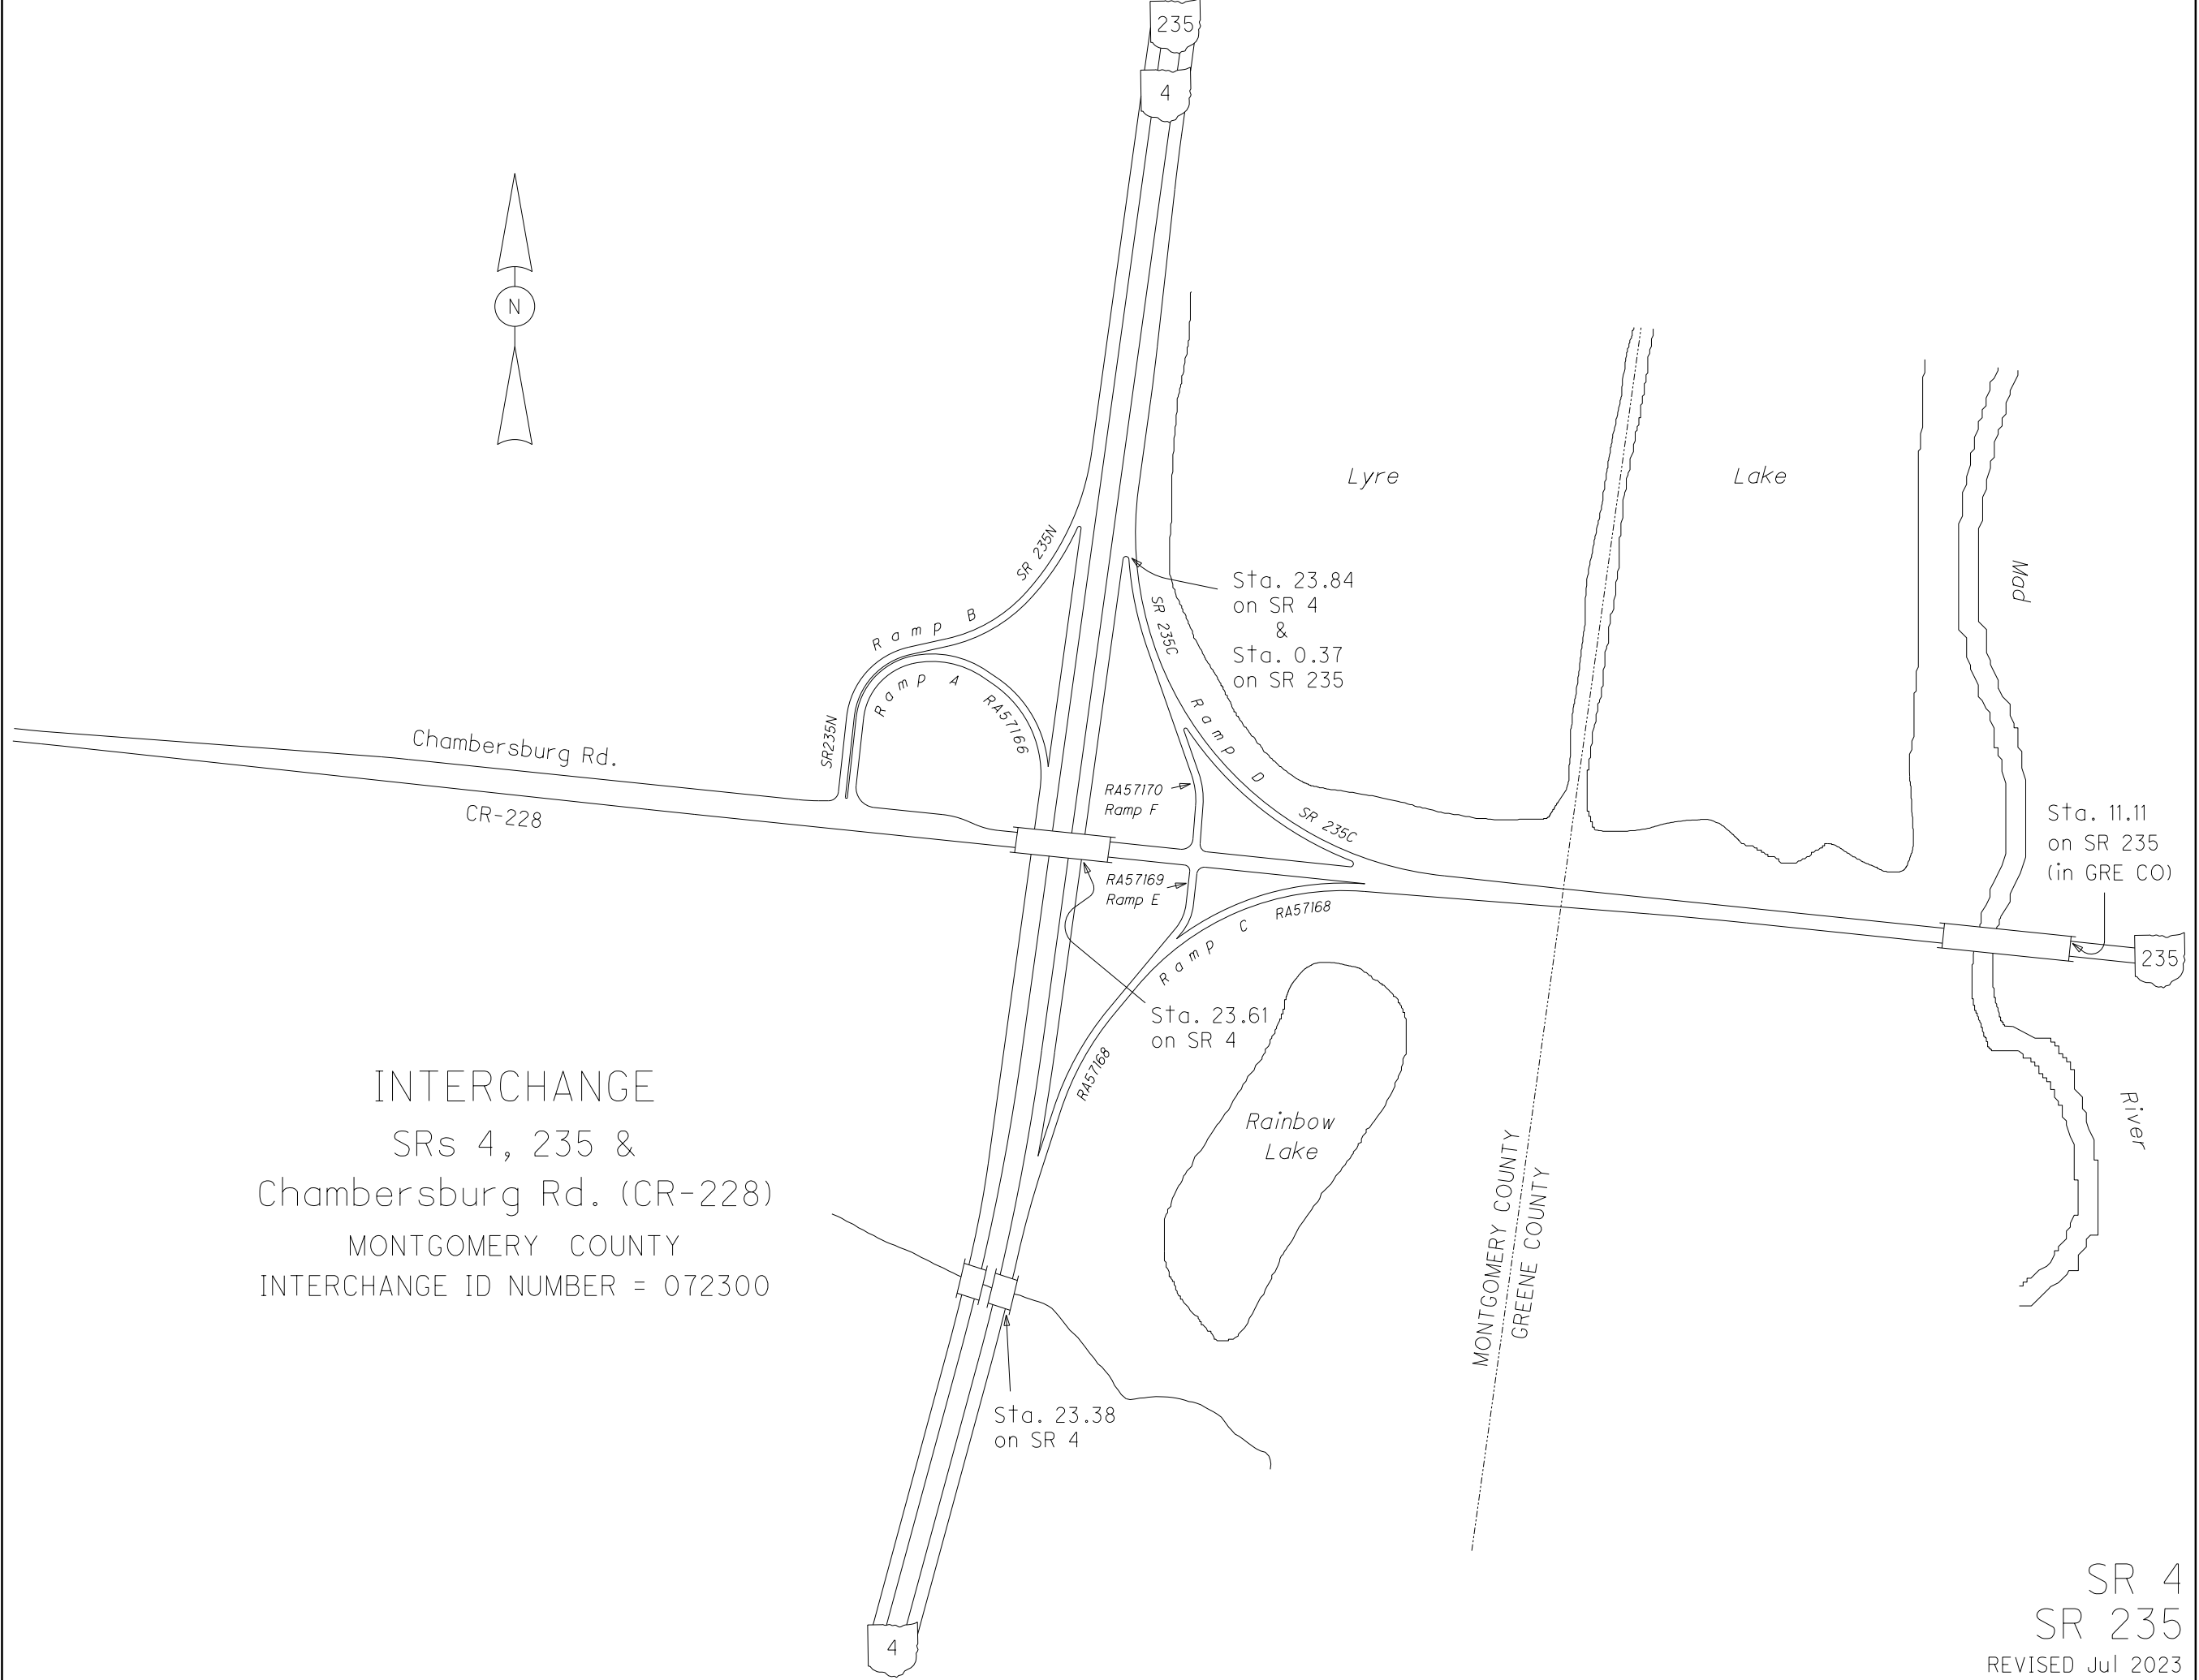 235
4
N
Lyre
Lake
Mad
SR 235N
Sta. 23.84
on SR 4
&
Sta. 0.37
on SR 235
SR 235C
Ramp B
Ramp A
RA57166
SR235N
Ramp D
Chambersburg Rd.
CR-228
RA57170
Ramp F
SR 235C
Sta. 11.11
on SR 235
(in GRE CO)
RA57169
Ramp E
RA57168
Ramp C
235
Sta. 23.61
on SR 4
RA57168
Rainbow
Lake
River
INTERCHANGE
SRs 4, 235 &
Chambersburg Rd. (CR-228)
MONTGOMERY COUNTY
INTERCHANGE ID NUMBER = 072300
MONTGOMERY COUNTY
GREENE COUNTY
Sta. 23.38
on SR 4
4
SR 4
SR 235
REVISED Jul 2023